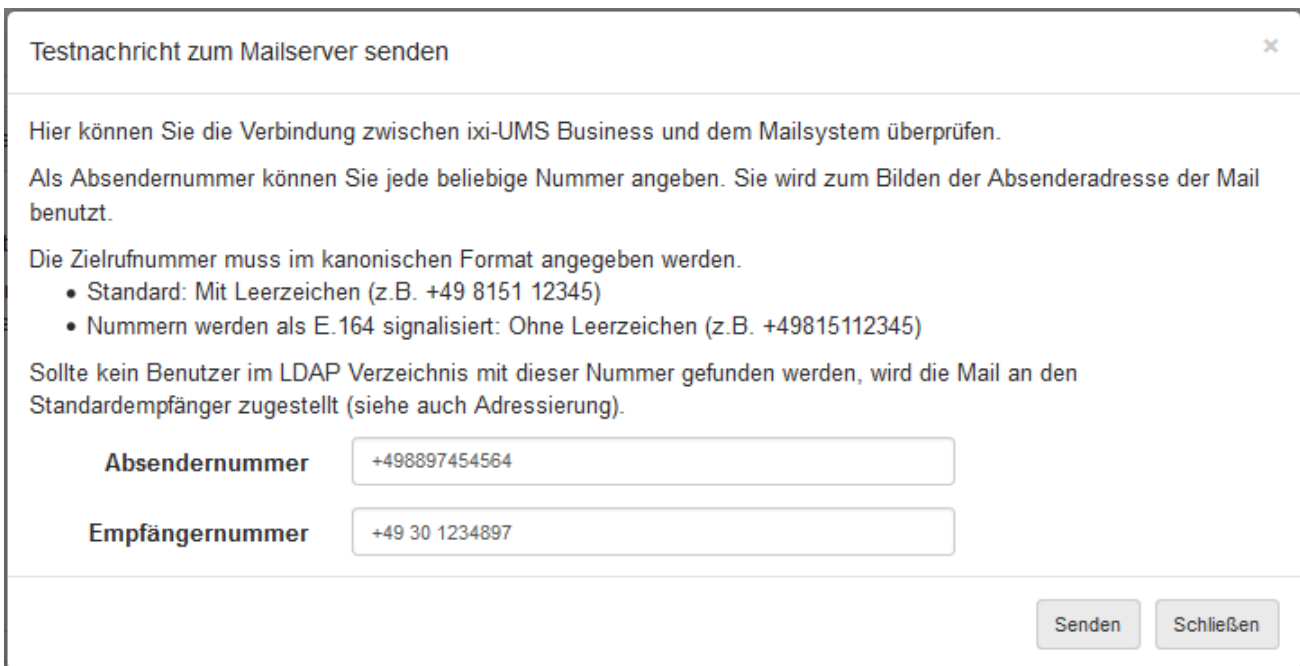 Testnachricht zum Mailserver senden
×
Hier können Sie die Verbindung zwischen ixi-UMS Business und dem Mailsystem überprüfen.
Als Absendernummer können Sie jede beliebige Nummer angeben. Sie wird zum Bilden der Absenderadresse der Mail
benutzt.
Die Zielrufnummer muss im kanonischen Format angegeben werden.
• Standard: Mit Leerzeichen (z.B. +49 8151 12345)
• Nummern werden als E.164 signalisiert: Ohne Leerzeichen (z.B. +49815112345)
Sollte kein Benutzer im LDAP Verzeichnis mit dieser Nummer gefunden werden, wird die Mail an den
Standardempfänger zugestellt (siehe auch Adressierung).
Absendernummer +498897454564
Empfängernummer +49 30 1234897
Senden Schließen